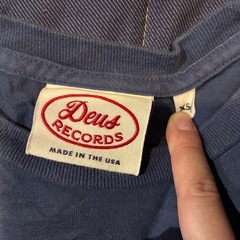 Deus
RECORDS
MADE IN THE USA
XS